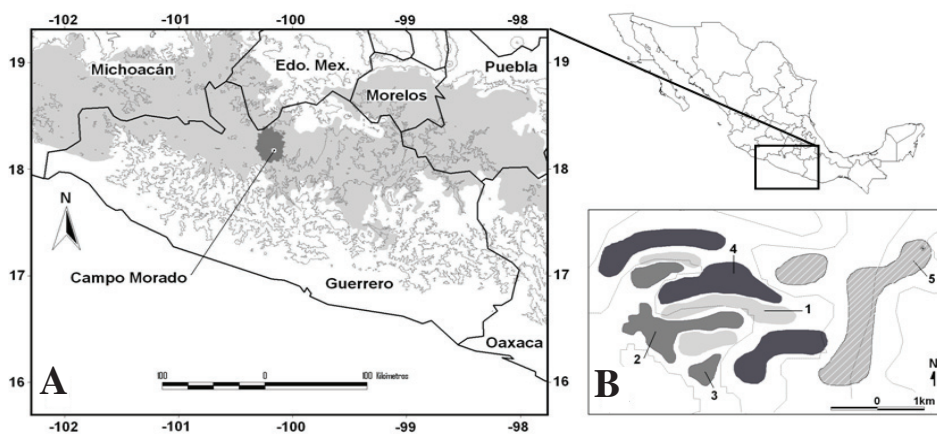 -102 -101 -100 -99 -98
19
18
17
16
Michoacán
Edo. Mex.
Puebla
Morelos
N
Campo Morado
Guerrero
Oaxaca
100 0 100 Kilometros
A
-102 -101 -100 -99 -98
19
18
17
16
4
5
1
2
3
B
N
0 1km